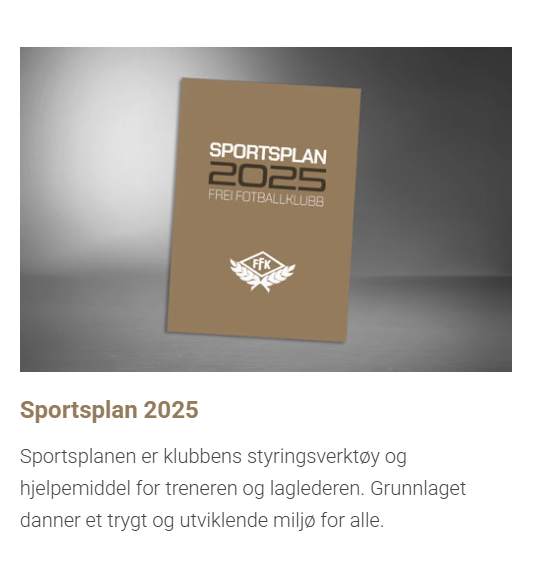 SPORTSPLAN
2025
FREI FOTBALLKLUBB
FFK
Sportsplan 2025
Sportsplanen er klubbens styringsverktøy og
hjelpemiddel for treneren og laglederen. Grunnlaget
danner et trygt og utviklende miljø for alle.